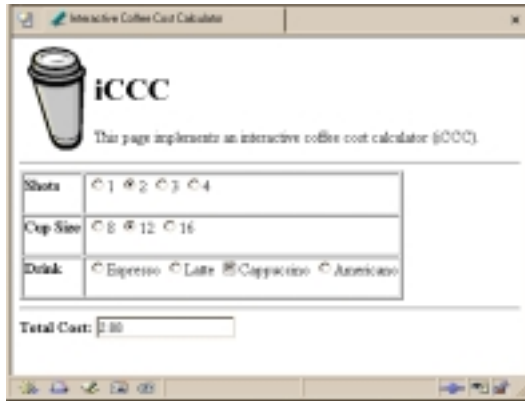 Interactive Coffee Cost Calculator
iCCC
This page implements an interactive coffee cost calculator (iCCC).
Shots 1 2 3 4
Cup Size 8 12 16
Drink Espresso Latte Cappuccino Americano
Total Cost: 2.00